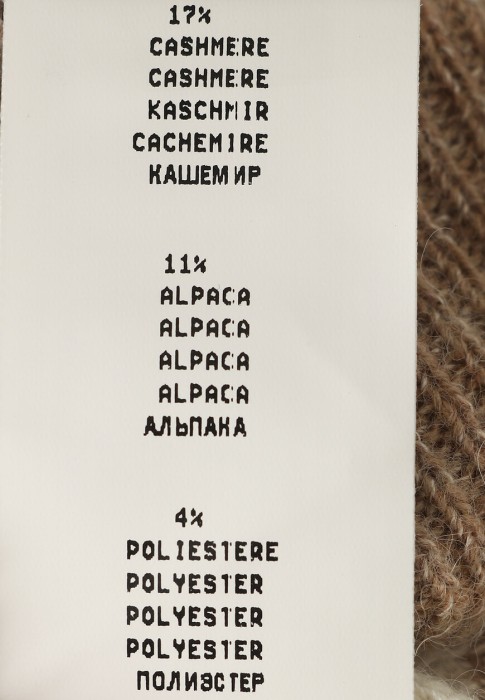 17%
CASHMERE
CASHMERE
KASCHMIR
CACHEMIRE
КАШЕМИР
11%
ALPACA
ALPACA
ALPACA
ALPACA
АЛЬПАКА
4%
POLIESTERE
POLYESTER
POLYESTER
POLYESTER
ПОЛИЭСТЕР